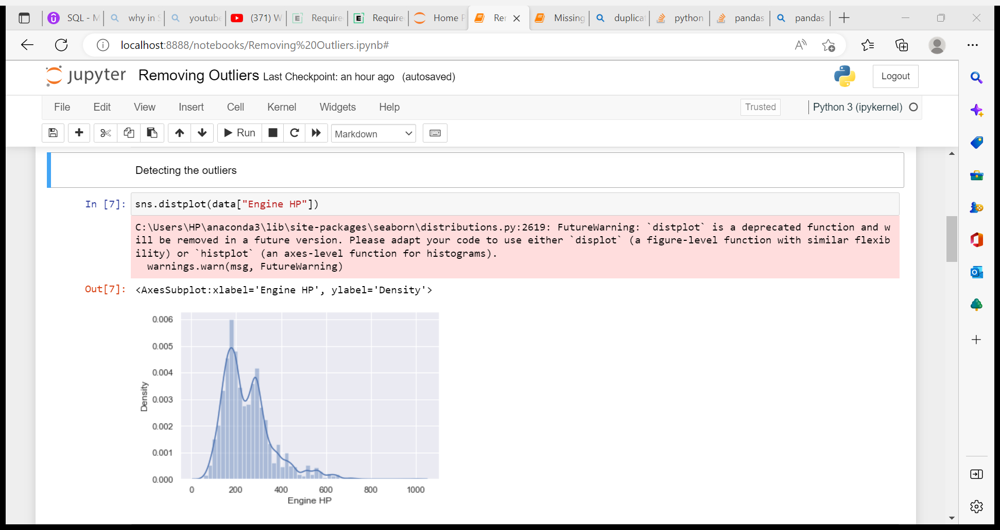 SQL - M
why in S
youtube
(371) W
Require
Require
Home P
Rem
Missing
duplicat
python
pandas
pandas
localhost:8888/notebooks/Removing%20Outliers.ipynb#
jupyter Removing Outliers Last Checkpoint: an hour ago (autosaved)
Logout
File Edit View Insert Cell Kernel Widgets Help
Trusted
Python 3 (ipykernel)
Run
Markdown
Detecting the outliers
In [7]: sns.distplot(data["Engine HP"])
C:\Users\HP\anaconda3\lib\site-packages\seaborn\distributions.py:2619: FutureWarning: `distplot` is a deprecated function and w
ill be removed in a future version. Please adapt your code to use either `displot` (a figure-level function with similar flexib
ility) or `histplot` (an axes-level function for histograms).
warnings.warn(msg, FutureWarning)
Out[7]: <AxesSubplot:xlabel='Engine HP', ylabel='Density'>
0.006
0.005
0.004
0.003
0.002
0.001
0.000
Density
0 200 400 600 800 1000
Engine HP